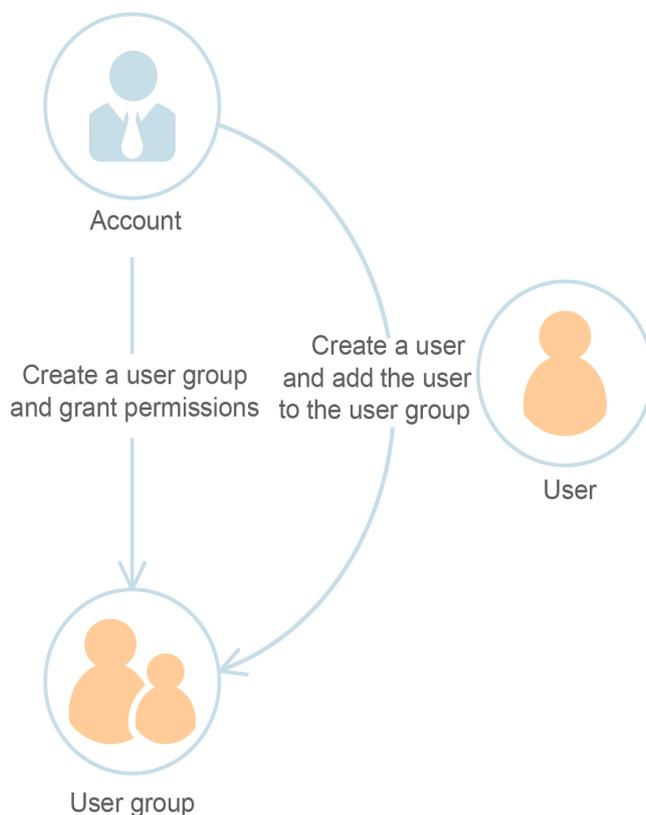 Account
Create a user group
and grant permissions
Create a user
and add the user
to the user group
User
User group